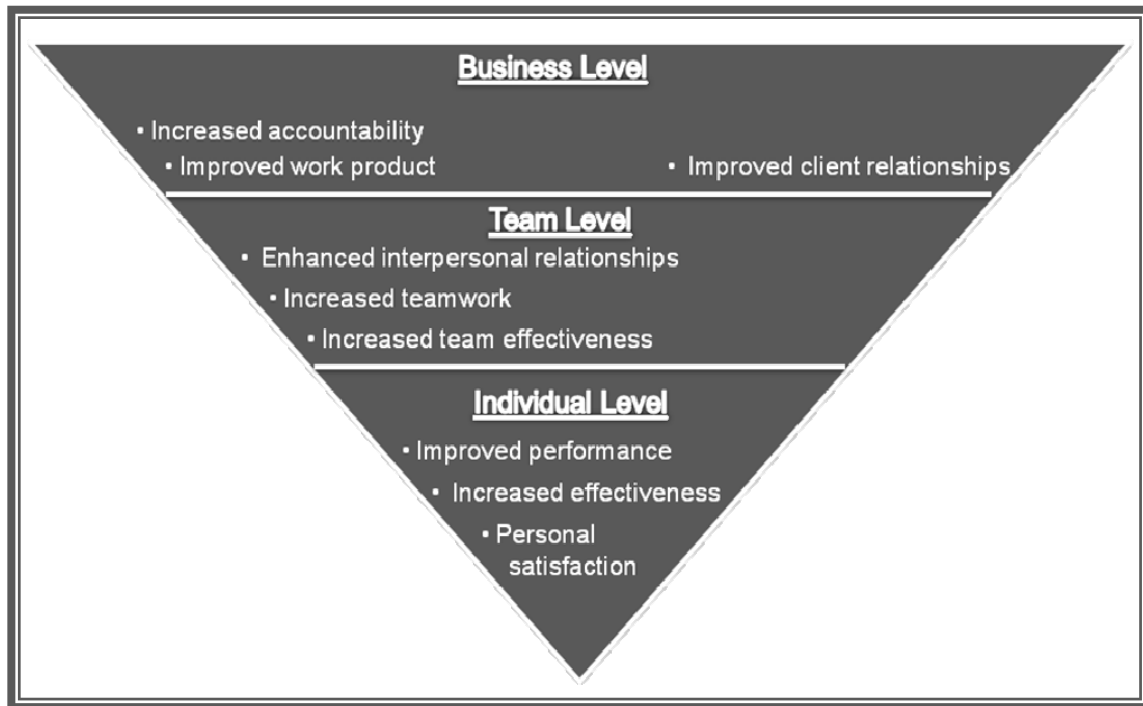 Business Level
• Increased accountability
• Improved work product
• Improved client relationships
Team Level
• Enhanced interpersonal relationships
• Increased teamwork
• Increased team effectiveness
Individual Level
• Improved performance
• Increased effectiveness
• Personal
satisfaction